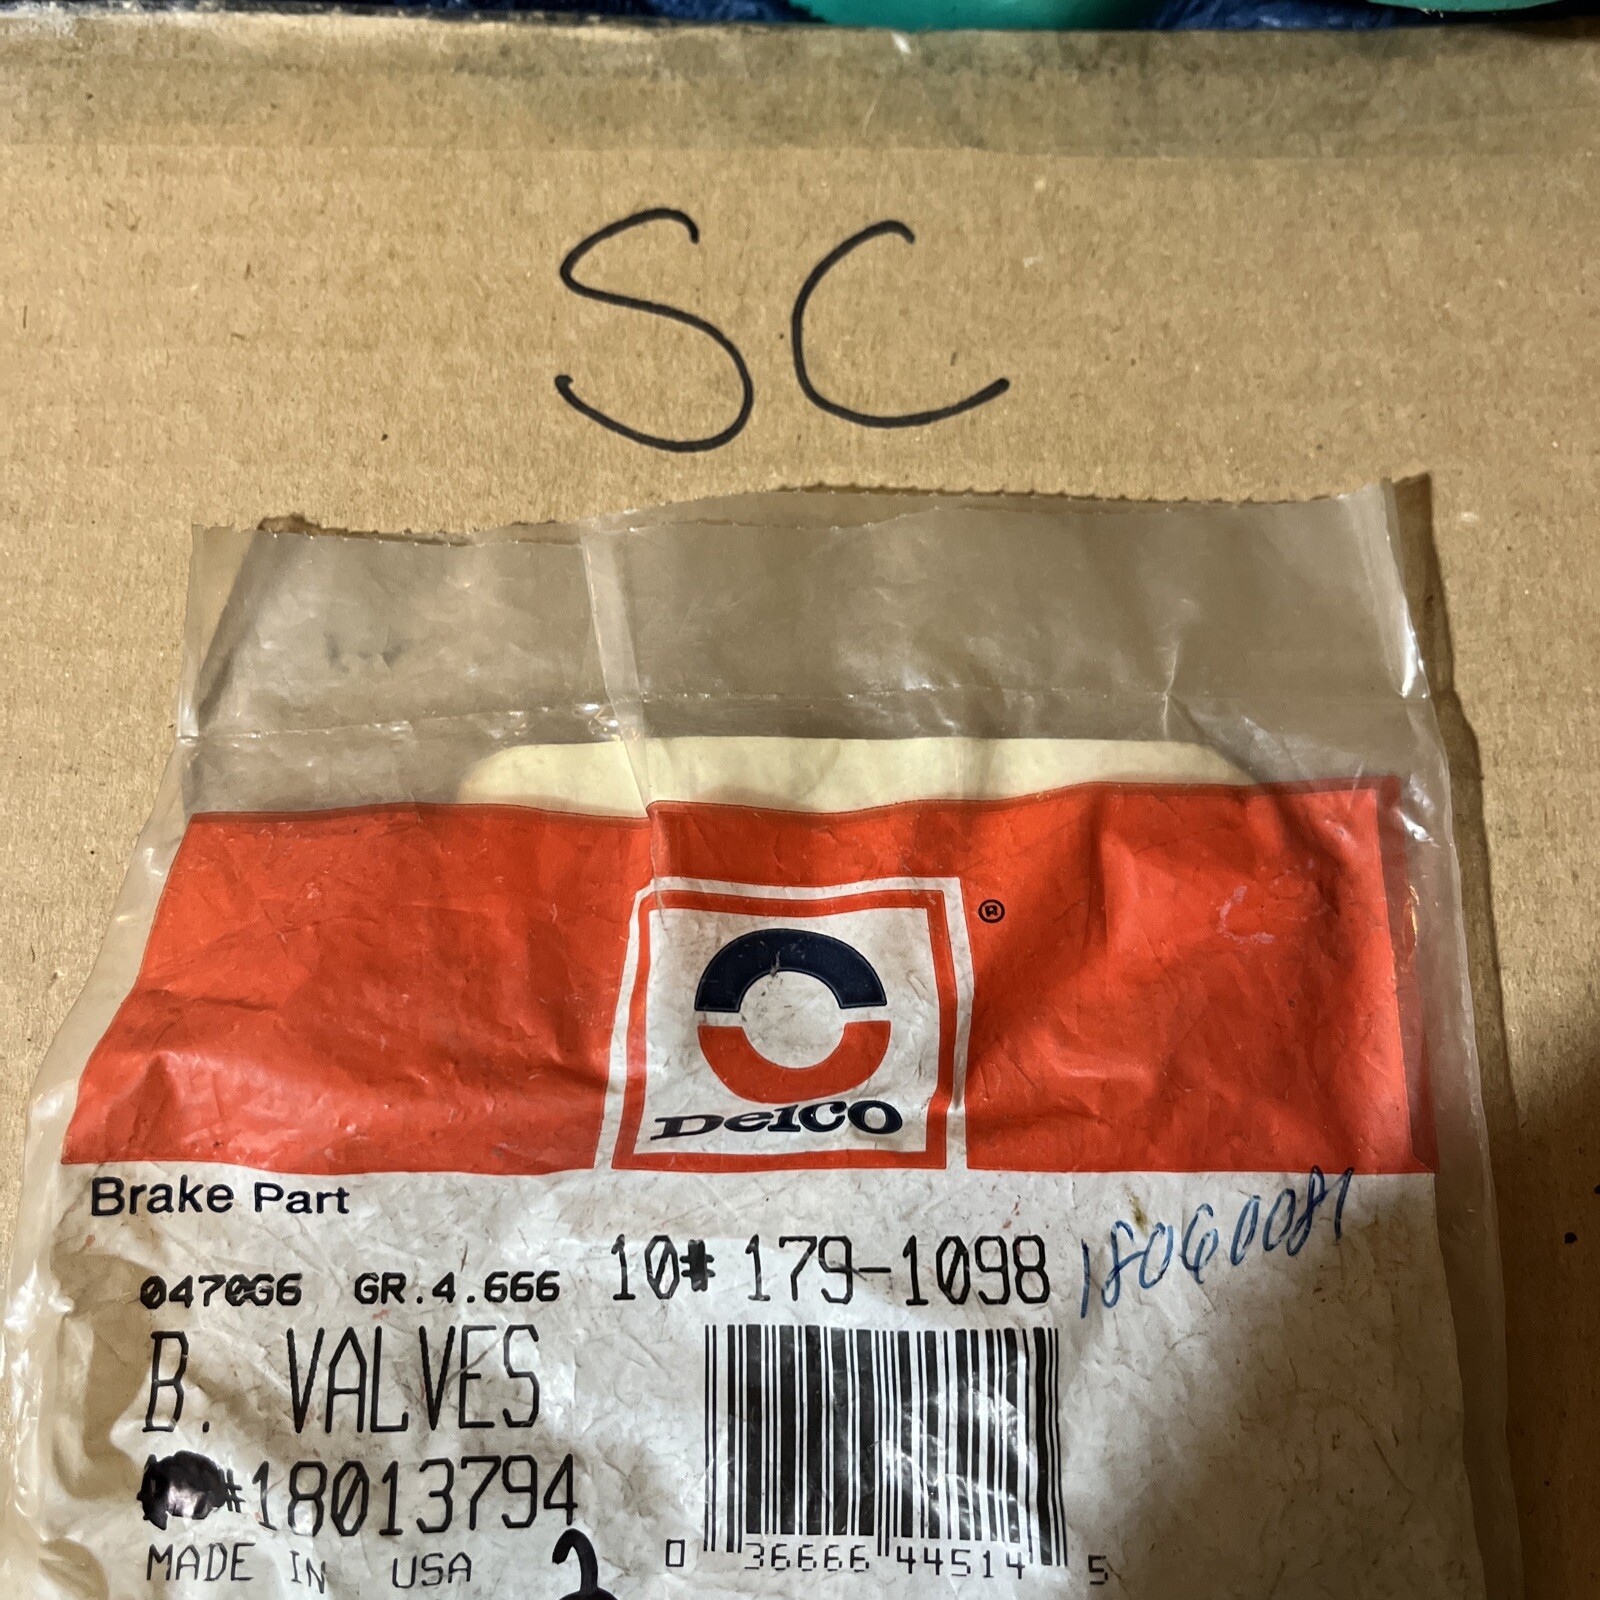 SC
®
Delco
Brake Part
047066 GR.4.666 10# 179-1098 18060081
B. VALVES
#18013794
MADE IN USA
0 36666 44514 5